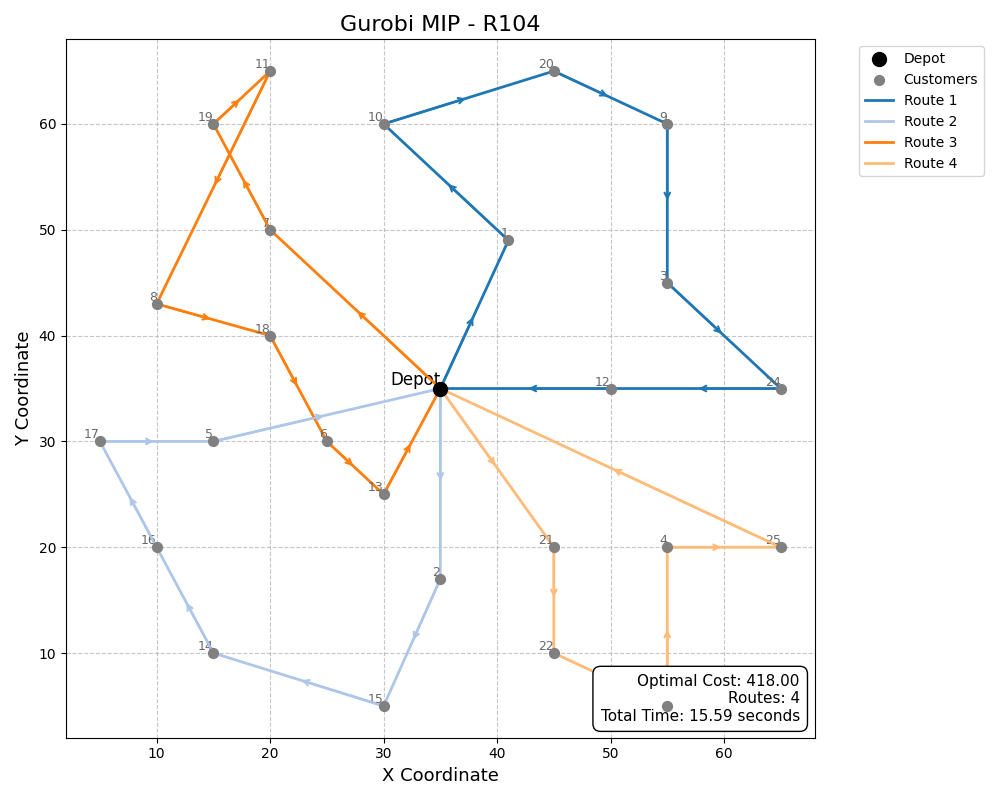 Gurobi MIP - R104
Depot
Customers
Route 1
Route 2
Route 3
Route 4
Y Coordinate
60
50
40
30
20
10
11
20
19
10
9
7
1
3
8
18
Depot
12
24
17
5
6
13
16
21
4
25
2
14
22
15
Optimal Cost: 418.00
Routes: 4
Total Time: 15.59 seconds
10
20
30
40
50
60
X Coordinate